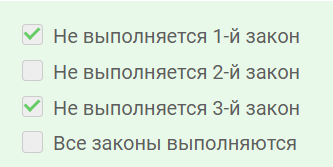 Не выполняется 1-й закон
Не выполняется 2-й закон
Не выполняется 3-й закон
Все законы выполняются